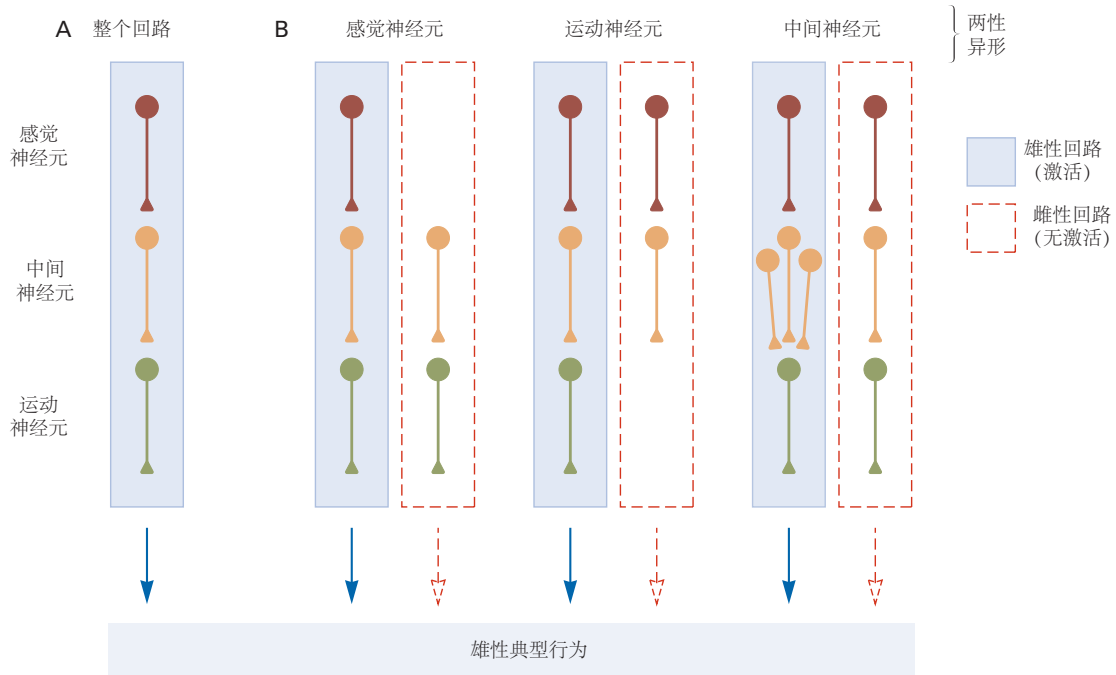 A 整个回路
B 感觉神经元 运动神经元 中间神经元
两性
异形
感觉
神经元
中间
神经元
运动
神经元
雄性回路
(激活)
雌性回路
(无激活)
雄性典型行为